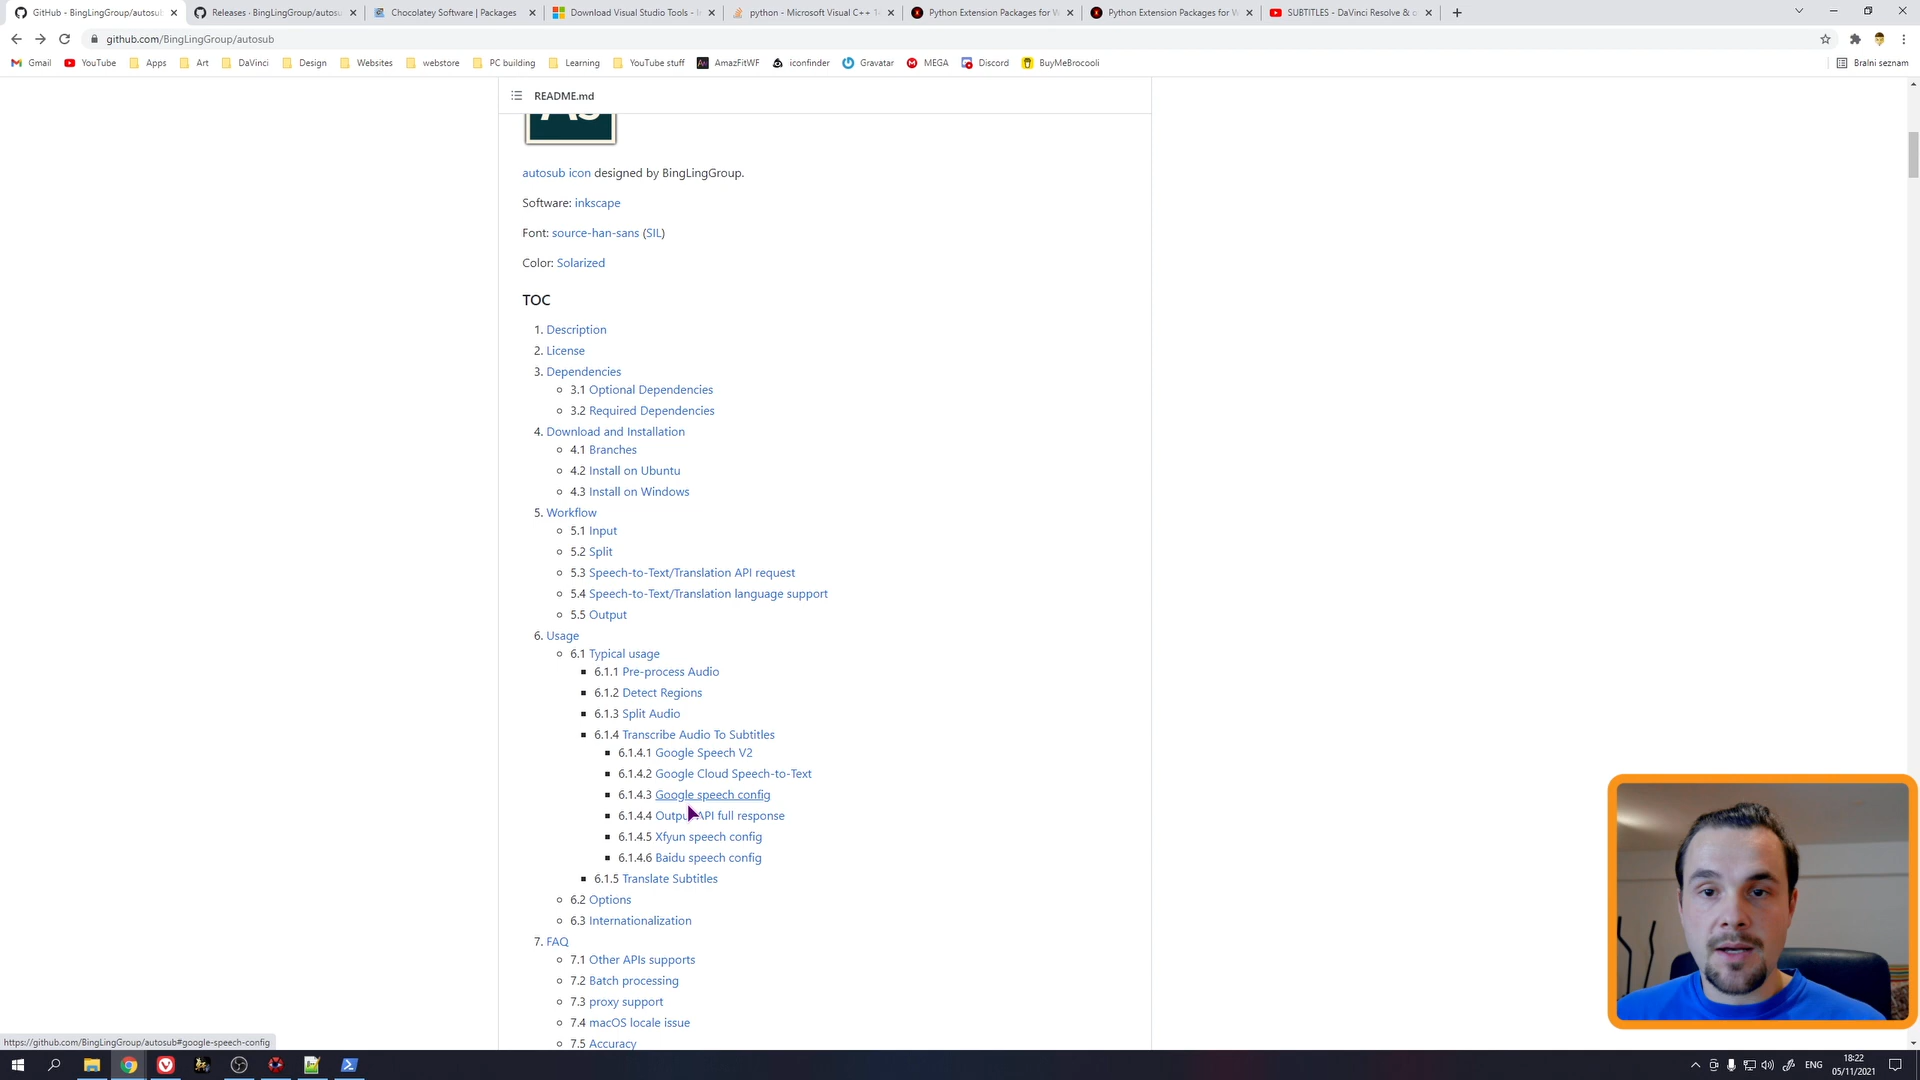 GitHub - BingLingGroup/autosub
Releases · BingLingGroup/autosu
Chocolatey Software | Packages
Download Visual Studio Tools - I
python - Microsoft Visual C++ 1
Python Extension Packages for W
Python Extension Packages for W
SUBTITLES - DaVinci Resolve & o
github.com/BingLingGroup/autosub
Gmail
YouTube
Apps
Art
DaVinci
Design
Websites
webstore
PC building
Learning
YouTube stuff
AmazFitWF
iconfinder
Gravatar
MEGA
Discord
BuyMeBrocoli
Bralni seznam
README.md
autosub icon designed by BingLingGroup.
Software: inkscape
Font: source-han-sans (SIL)
Color: Solarized
TOC
1. Description
2. License
3. Dependencies
3.1 Optional Dependencies
3.2 Required Dependencies
4. Download and Installation
4.1 Branches
4.2 Install on Ubuntu
4.3 Install on Windows
5. Workflow
5.1 Input
5.2 Split
5.3 Speech-to-Text/Translation API request
5.4 Speech-to-Text/Translation language support
5.5 Output
6. Usage
6.1 Typical usage
6.1.1 Pre-process Audio
6.1.2 Detect Regions
6.1.3 Split Audio
6.1.4 Transcribe Audio To Subtitles
6.1.4.1 Google Speech V2
6.1.4.2 Google Cloud Speech-to-Text
6.1.4.3 Google speech config
6.1.4.4 Output API full response
6.1.4.5 Xfyun speech config
6.1.4.6 Baidu speech config
6.1.5 Translate Subtitles
6.2 Options
6.3 Internationalization
7. FAQ
7.1 Other APIs supports
7.2 Batch processing
7.3 proxy support
7.4 macOS locale issue
7.5 Accuracy
https://github.com/BingLingGroup/autosub#google-speech-config
ENG
18:22
05/11/2021